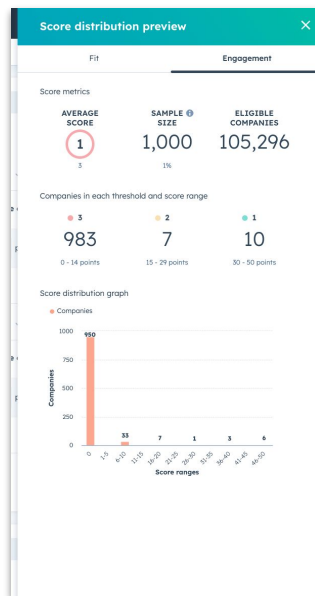 Score distribution preview
Fit Engagement
Score metrics
AVERAGE SCORE
1
3
SAMPLE SIZE
1,000
1%
ELIGIBLE COMPANIES
105,296
Companies in each threshold and score range
3
983
0 - 14 points
2
7
15 - 29 points
1
10
30 - 50 points
Score distribution graph
Companies
1000
750
500
250
0
Companies
950
33
7
1
3
6
0 1-5 6-10 11-15 16-20 21-25 26-30 31-35 36-40 41-45 46-50
Score ranges